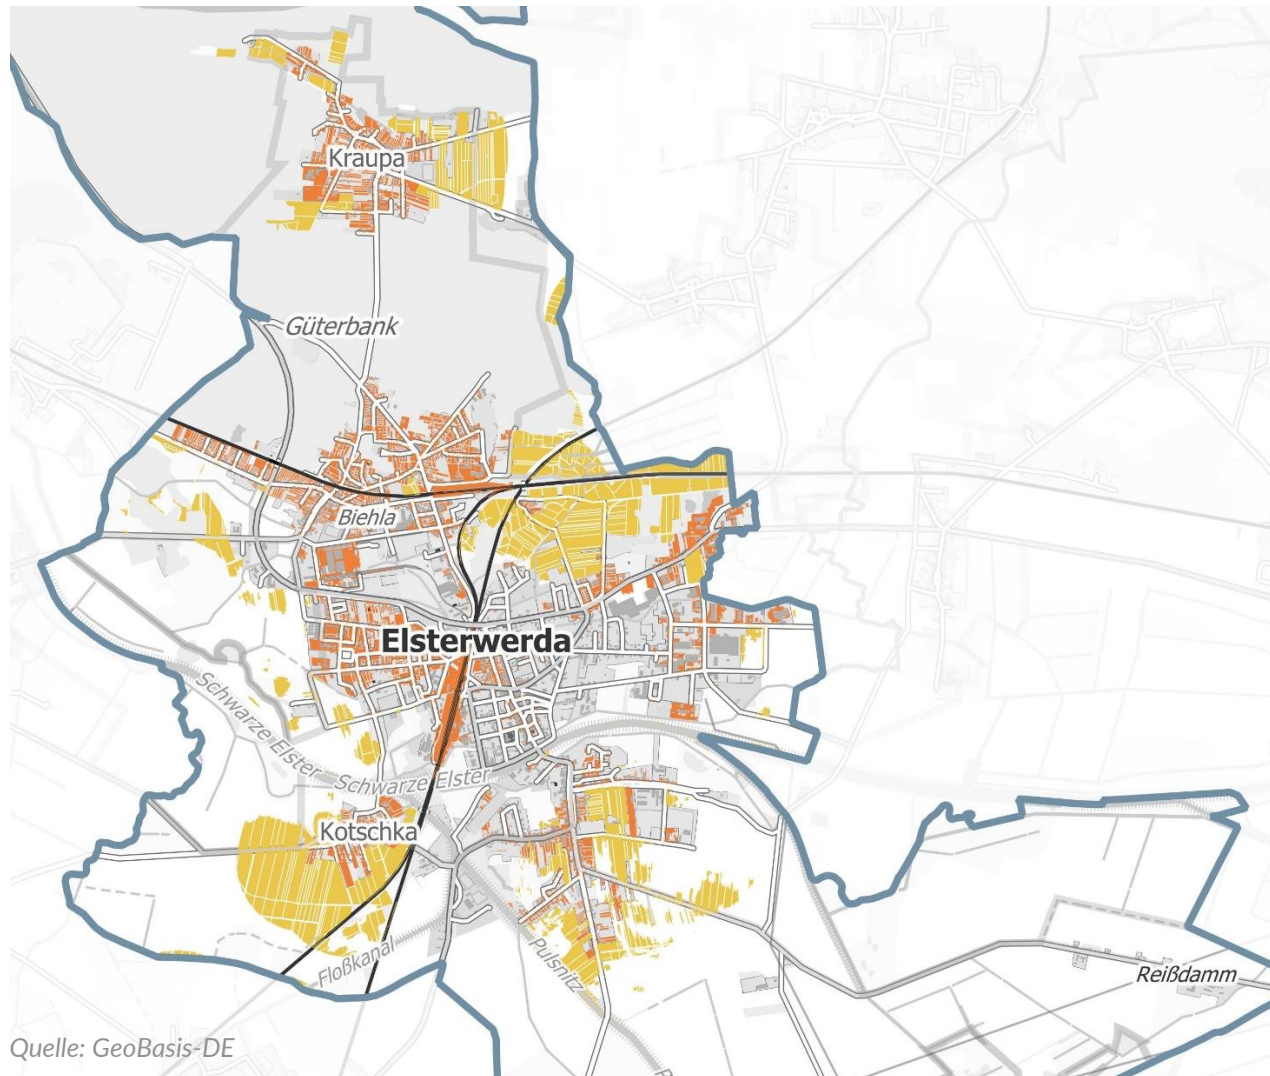 Kraupa
Güterbank
Biehla
Elsterwerda
Schwarze Elster
Schwarze Elster
Kotschka
Floßkanal
Pulsnitz
Reißdamm
Quelle: GeoBasis-DE